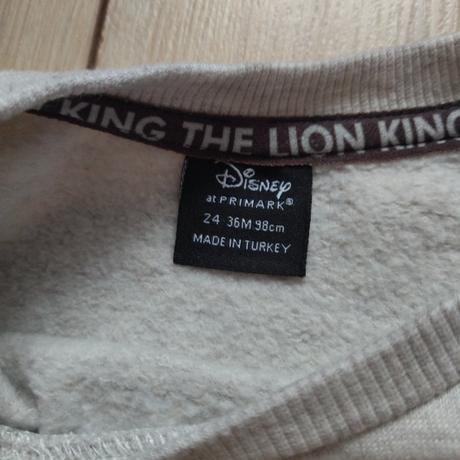 KING THE LION KING
Disney
at PRIMARK®
24 36M 98cm
MADE IN TURKEY